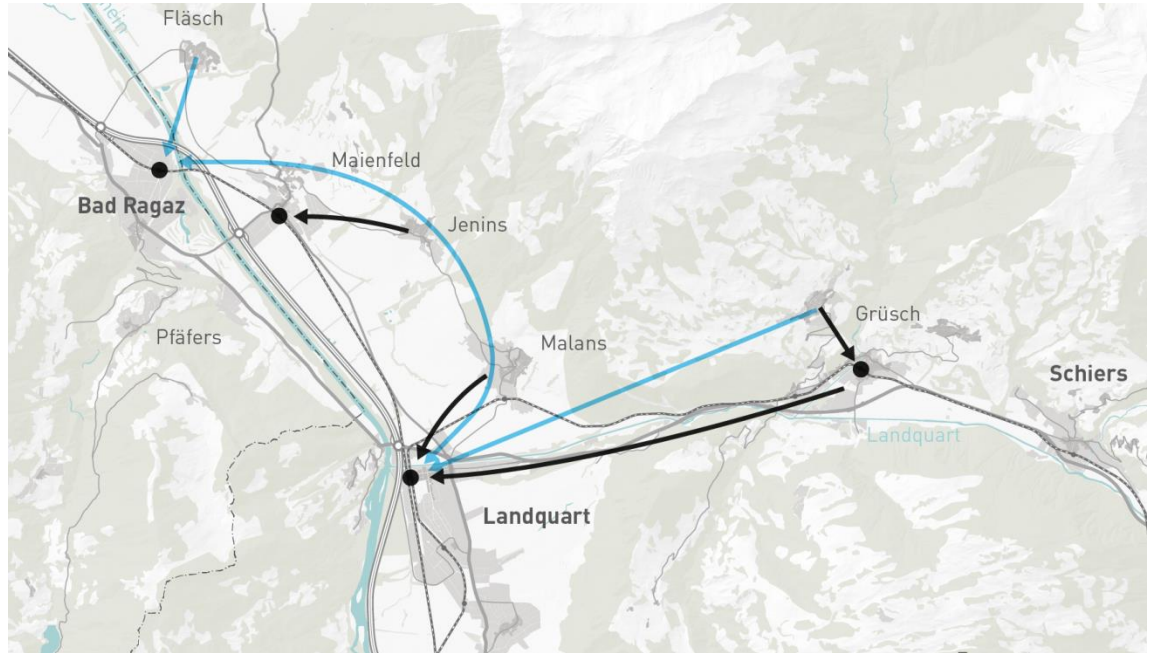 Fläsch
Maienfeld
Bad Ragaz
Jenins
Pfäfers
Malans
Grüsch
Schiers
Landquart
Landquart